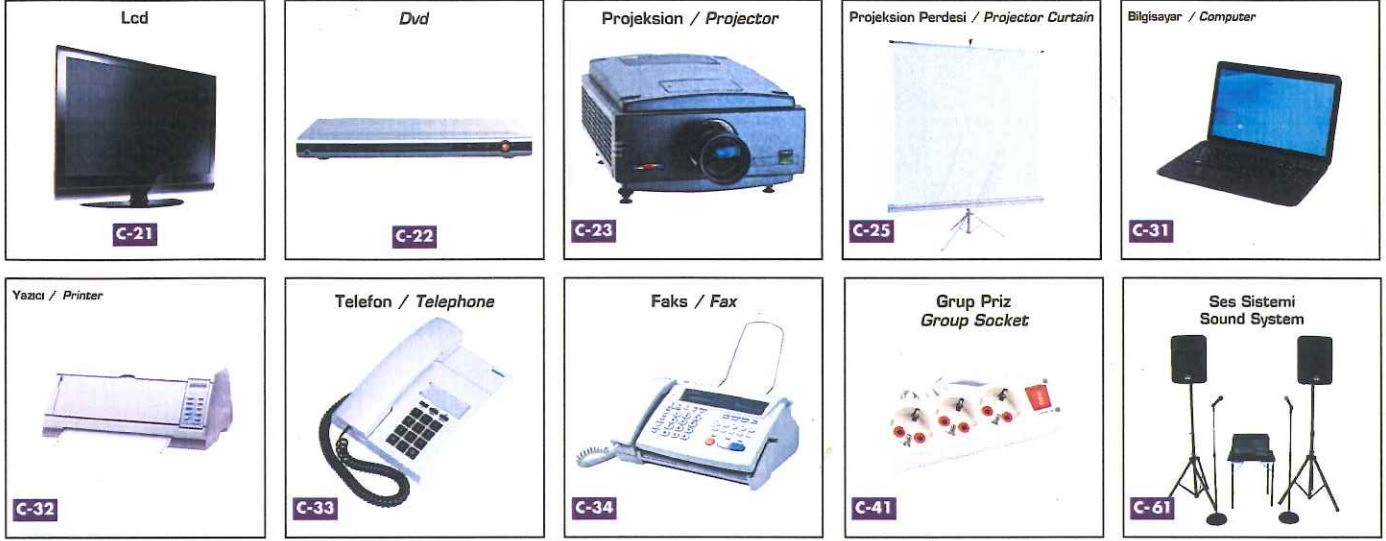 Lcd
C-21
Dvd
C-22
Projeksion / Projector
C-23
Projeksion Perdesi / Projector Curtain
C-25
Bilgisayar / Computer
C-31
Yazıcı / Printer
C-32
Telefon / Telephone
C-33
Faks / Fax
C-34
Grup Priz
Group Socket
C-41
Ses Sistemi
Sound System
C-61